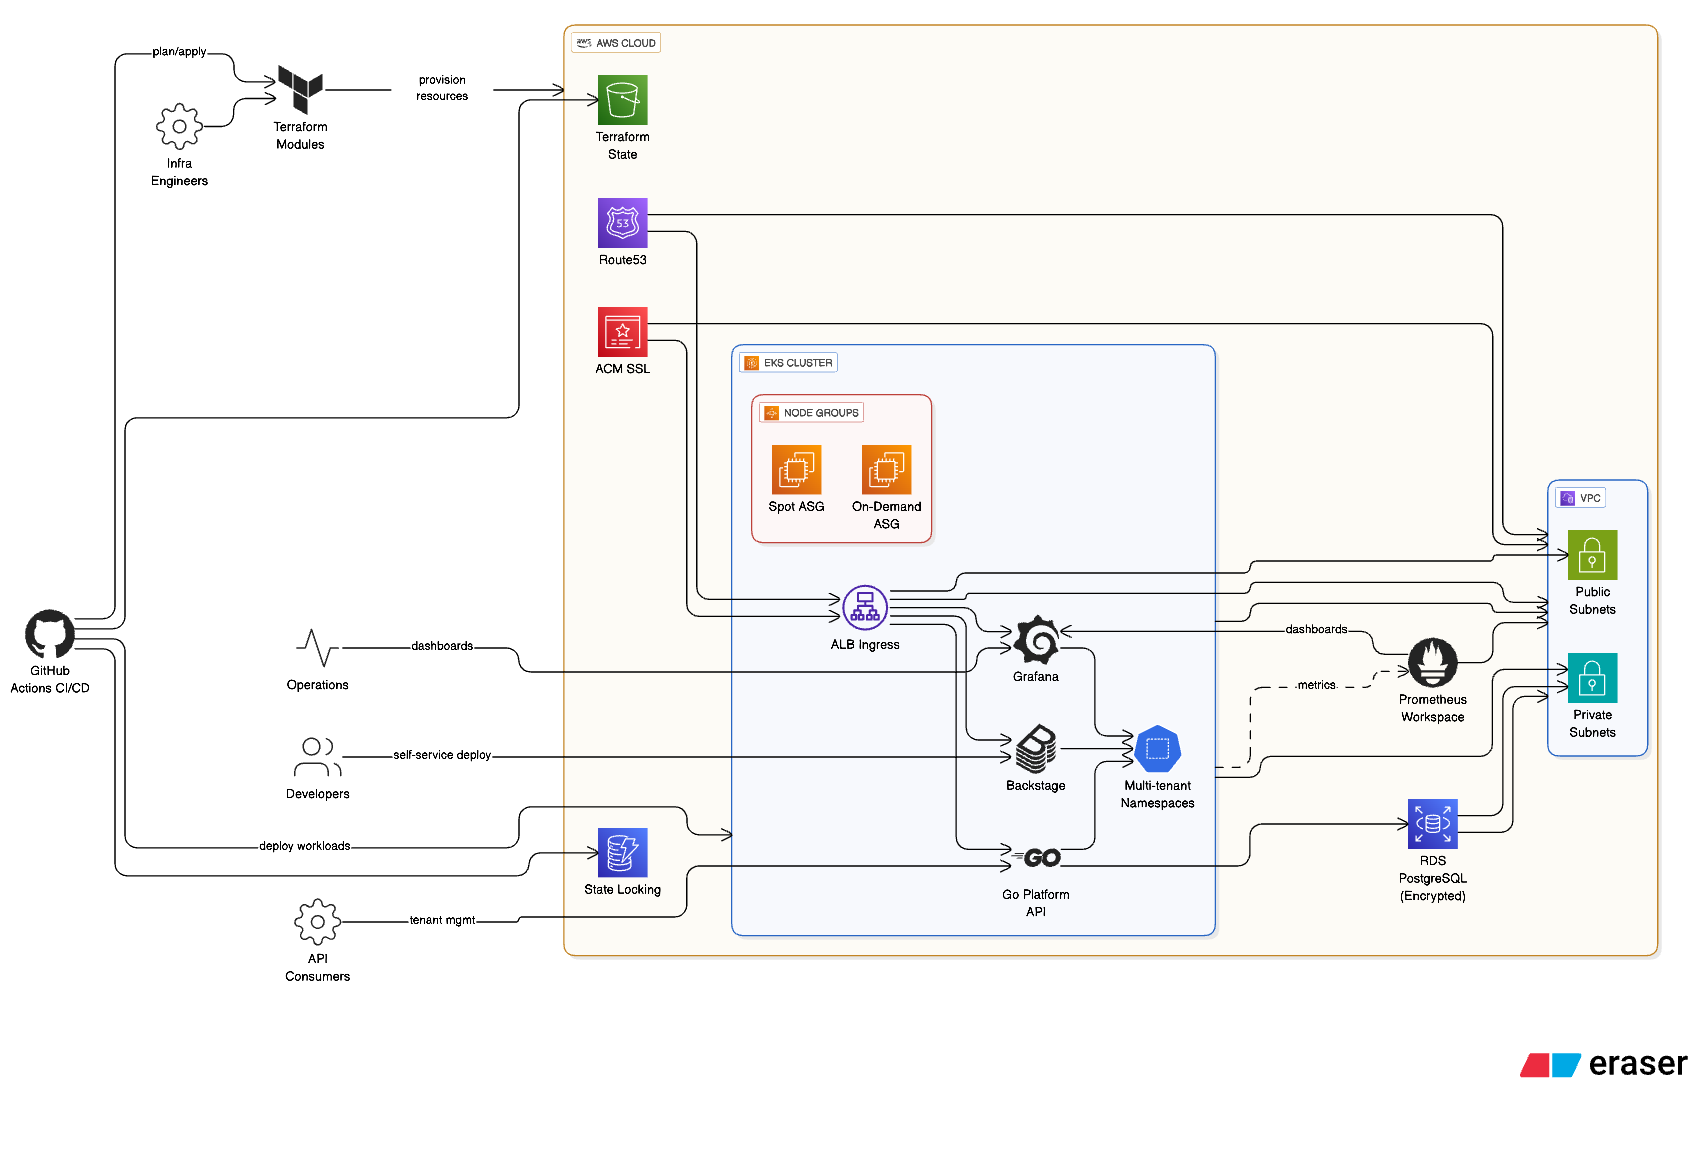 aws AWS CLOUD
plan/apply
provision
resources
Terraform
Modules
Infra
Engineers
Terraform
State
53
Route53
ACM SSL
EKS CLUSTER
NODE GROUPS
Spot ASG
On-Demand
ASG
VPC
Public
Subnets
ALB Ingress
GitHub
Actions CI/CD
dashboards
Operations
Grafana
dashboards
metrics
Prometheus
Workspace
Private
Subnets
self-service deploy
Developers
Backstage
Multi-tenant
Namespaces
deploy workloads
State Locking
GO
Go Platform
API
RDS
PostgreSQL
(Encrypted)
tenant mgmt
API
Consumers
eraser